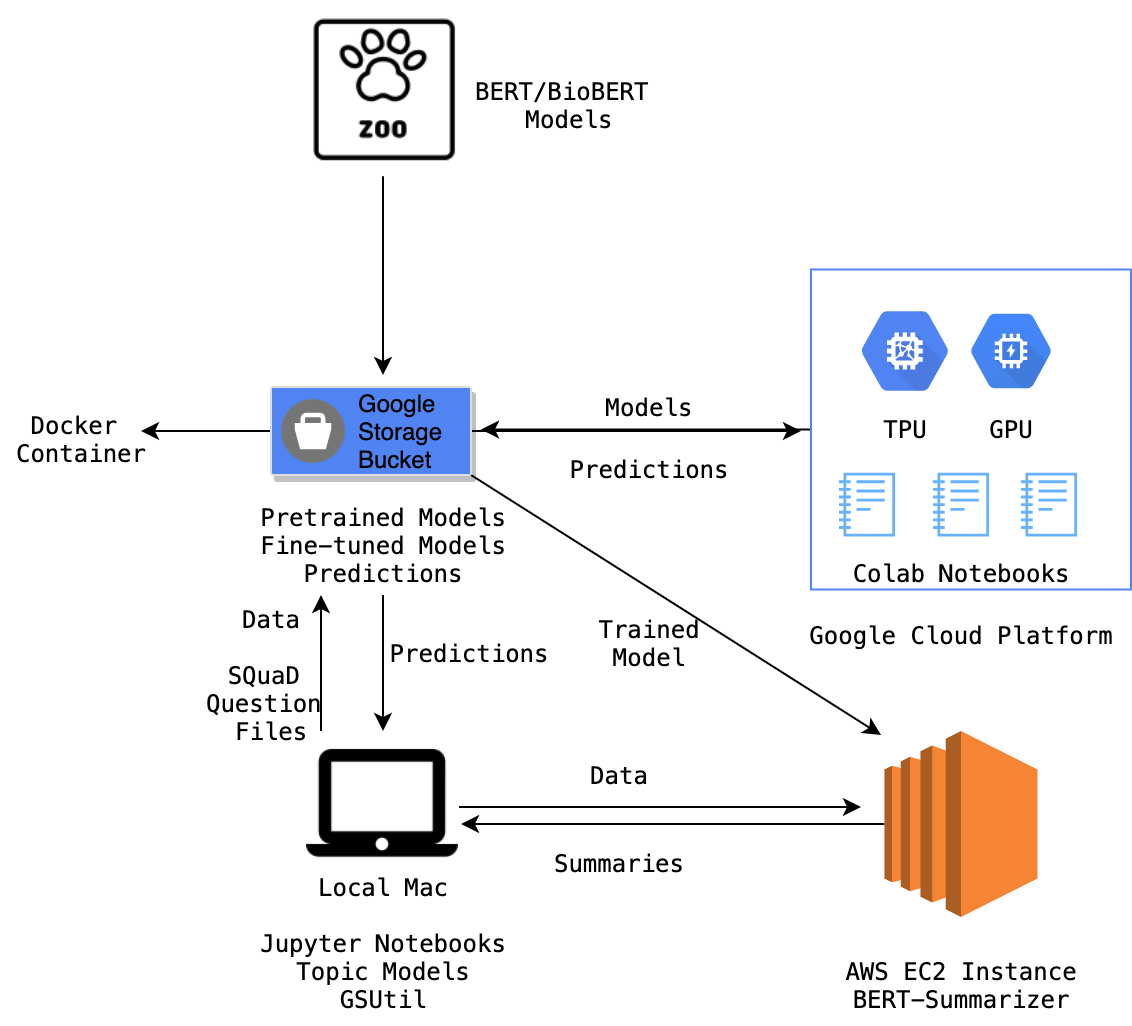 ZOO
BERT/BioBERT
Models
Google
Storage
Bucket
Docker
Container
Models
Predictions
TPU
GPU
Colab Notebooks
Google Cloud Platform
Pretrained Models
Fine-tuned Models
Predictions
Data
SQuaD
Question
Files
Predictions
Trained
Model
Data
Summaries
Local Mac
Jupyter Notebooks
Topic Models
GSUtil
AWS EC2 Instance
BERT-Summarizer